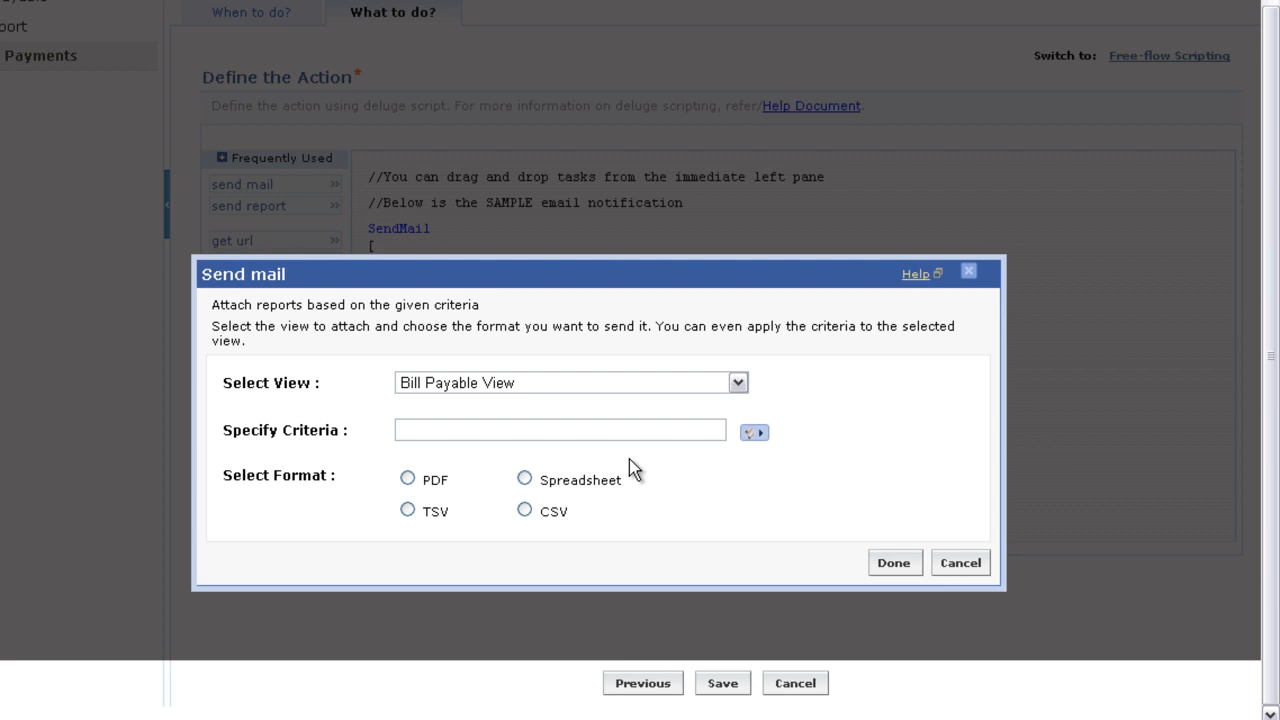 port
Payments
When to do?
What to do?
Switch to: Free-flow Scripting
Define the Action*
Define the action using deluge script. For more information on deluge scripting, refer/Help Document.
Frequently Used
send mail »
send report »
get url »
//You can drag and drop tasks from the immediate left pane
//Below is the SAMPLE email notification
SendMail
[
Send mail
Help
Attach reports based on the given criteria
Select the view to attach and choose the format you want to send it. You can even apply the criteria to the selected
view.
Select View :
Bill Payable View
Specify Criteria :
Select Format :
PDF
Spreadsheet
TSV
CSV
Done
Cancel
Previous
Save
Cancel